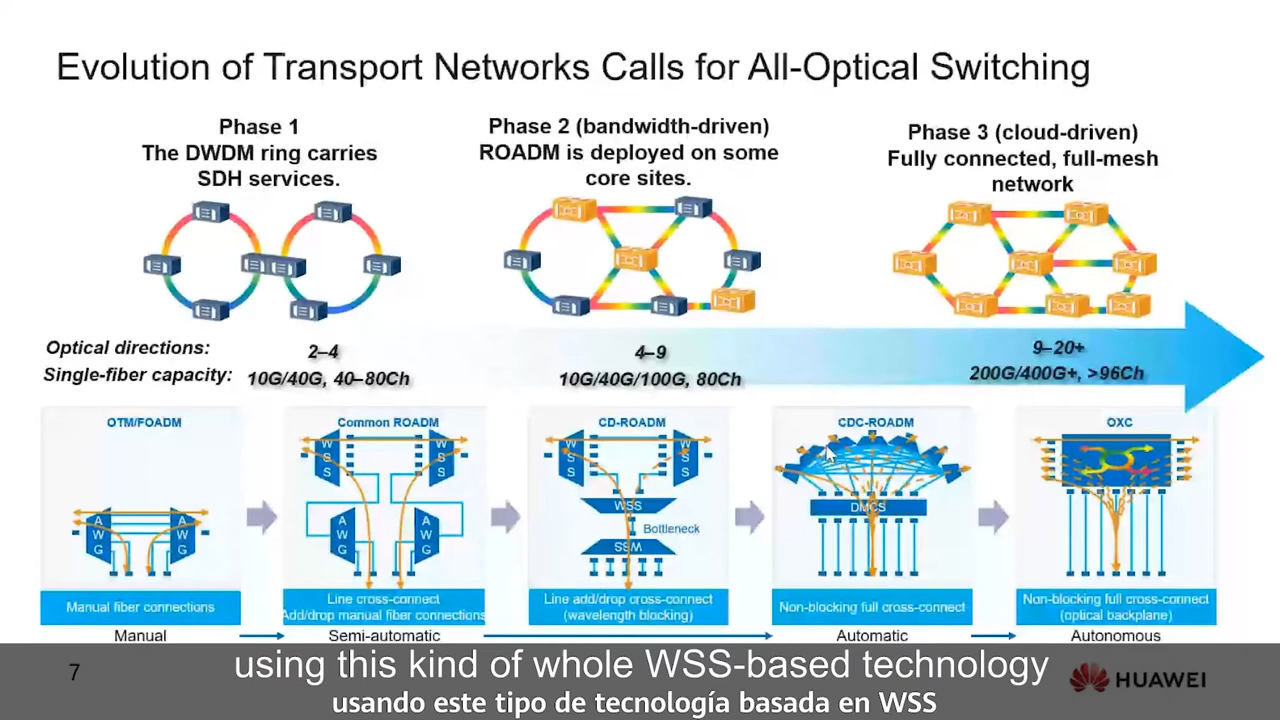 Evolution of Transport Networks Calls for All-Optical Switching
Phase 1
The DWDM ring carries
SDH services.
Phase 2 (bandwidth-driven)
ROADM is deployed on some
core sites.
Phase 3 (cloud-driven)
Fully connected, full-mesh
network
Optical directions:
2–4
4–9
9–20+
Single-fiber capacity:
10G/40G, 40–80Ch
10G/40G/100G, 80Ch
200G/400G+, >96Ch
OTM/FOADM
A
W
G
A
W
G
Manual fiber connections
Common ROADM
W
S
S
W
S
S
A
W
G
A
W
G
Line cross-connect
Add/drop manual fiber connections
CD-ROADM
W
S
S
W
S
S
WSS
Bottleneck
WSS
Line add/drop cross-connect
(wavelength blocking)
CDC-ROADM
DMCS
Non-blocking full cross-connect
OXC
Non-blocking full cross-connect
(optical backplane)
Manual
Semi-automatic
Automatic
Autonomous
7
using this kind of whole WSS-based technology
usando este tipo de tecnología basada en WSS
HUAWEI